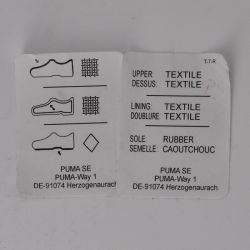 PUMA SE
PUMA-Way 1
DE-91074 Herzogenaurach
T-T-R
UPPER TEXTILE
DESSUS: TEXTILE
LINING: TEXTILE
DOUBLURE TEXTILE
SOLE RUBBER
SEMELLE: CAOUTCHOUC
PUMA SE
PUMA-Way 1
DE-91074 Herzogenaurach